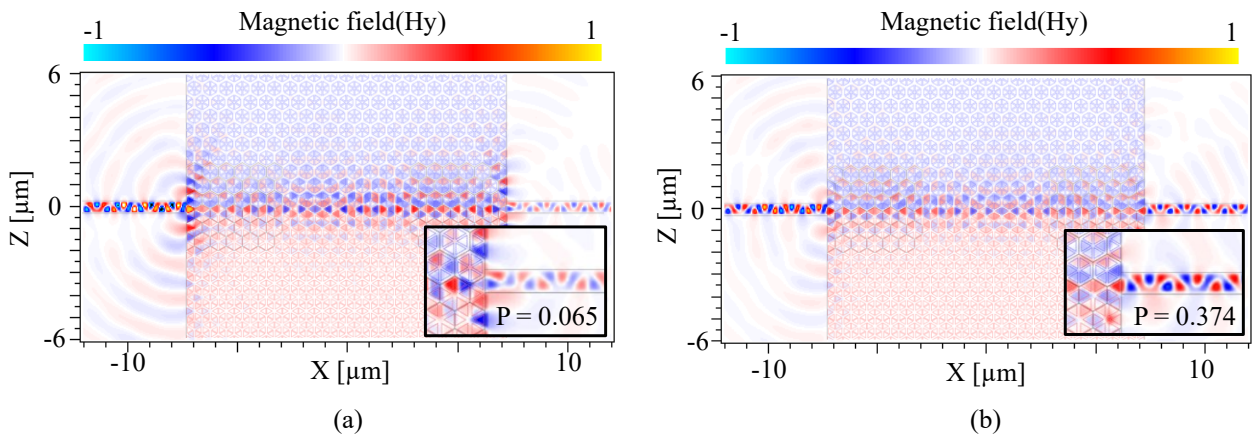 Magnetic field(Hy)
-1 1
6
0
-6
Z [µm]
-10 10
X [µm]
P = 0.065
(a)
Magnetic field(Hy)
-1 1
6
0
-6
Z [µm]
-10 10
X [µm]
P = 0.374
(b)